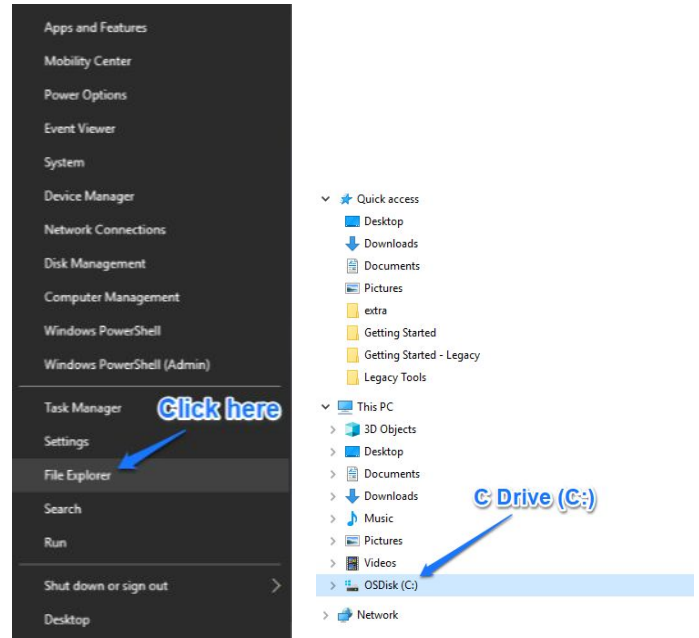 Apps and Features
Mobility Center
Power Options
Event Viewer
System
Device Manager
Network Connections
Disk Management
Computer Management
Windows PowerShell
Windows PowerShell (Admin)
Task Manager
Click here
Settings
File Explorer
Search
Run
Shut down or sign out
Desktop
Quick access
Desktop
Downloads
Documents
Pictures
extra
Getting Started
Getting Started - Legacy
Legacy Tools
This PC
3D Objects
Desktop
Documents
Downloads
C Drive (C:)
Music
Pictures
Videos
OSDisk (C:)
Network